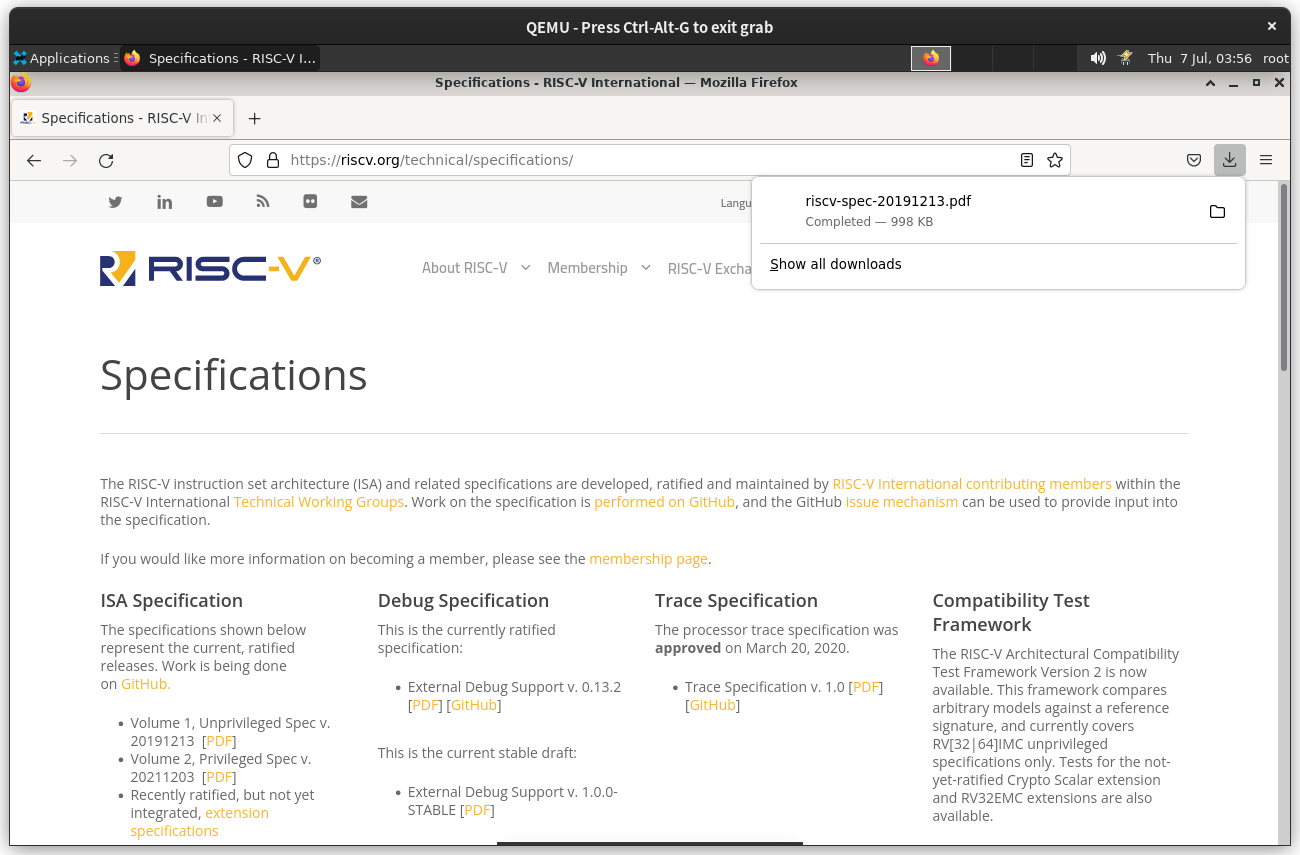 QEMU - Press Ctrl-Alt-G to exit grab
Applications Specifications - RISC-V I... Thu 7 Jul, 03:56 root
Specifications - RISC-V International — Mozilla Firefox
Specifications - RISC-V In
https://riscv.org/technical/specifications/
riscv-spec-20191213.pdf
Completed — 998 KB
Show all downloads
Langu
RISC-V®
About RISC-V Membership RISC-V Excha
Specifications
The RISC-V instruction set architecture (ISA) and related specifications are developed, ratified and maintained by RISC-V International contributing members within the
RISC-V International Technical Working Groups. Work on the specification is performed on GitHub, and the GitHub issue mechanism can be used to provide input into
the specification.
If you would like more information on becoming a member, please see the membership page.
ISA Specification
The specifications shown below
represent the current, ratified
releases. Work is being done
on GitHub.
• Volume 1, Unprivileged Spec v.
20191213 [PDF]
• Volume 2, Privileged Spec v.
20211203 [PDF]
• Recently ratified, but not yet
integrated, extension
specifications
Debug Specification
This is the currently ratified
specification:
• External Debug Support v. 0.13.2
[PDF] [GitHub]
This is the current stable draft:
• External Debug Support v. 1.0.0-
STABLE [PDF]
Trace Specification
The processor trace specification was
approved on March 20, 2020.
• Trace Specification v. 1.0 [PDF]
[GitHub]
Compatibility Test
Framework
The RISC-V Architectural Compatibility
Test Framework Version 2 is now
available. This framework compares
arbitrary models against a reference
signature, and currently covers
RV[32|64]IMC unprivileged
specifications only. Tests for the not-
yet-ratified Crypto Scalar extension
and RV32EMC extensions are also
available.